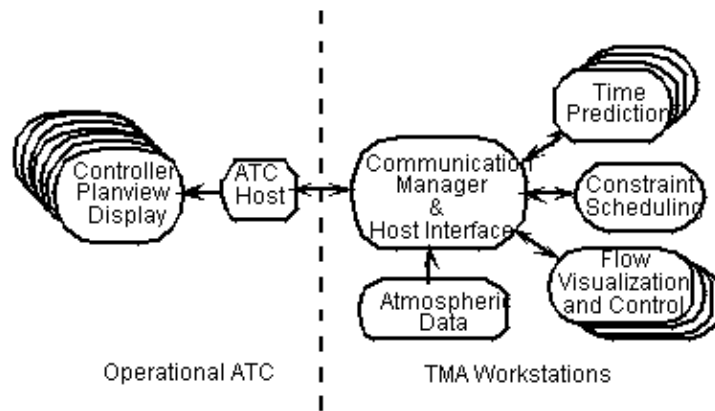 Controller
Planview
Display
ATC
Host
Communication
Manager
&
Host Interface
Time
Prediction
Constraint
Scheduling
Flow
Visualization
and Control
Atmospheric
Data
Operational ATC
TMA Workstations